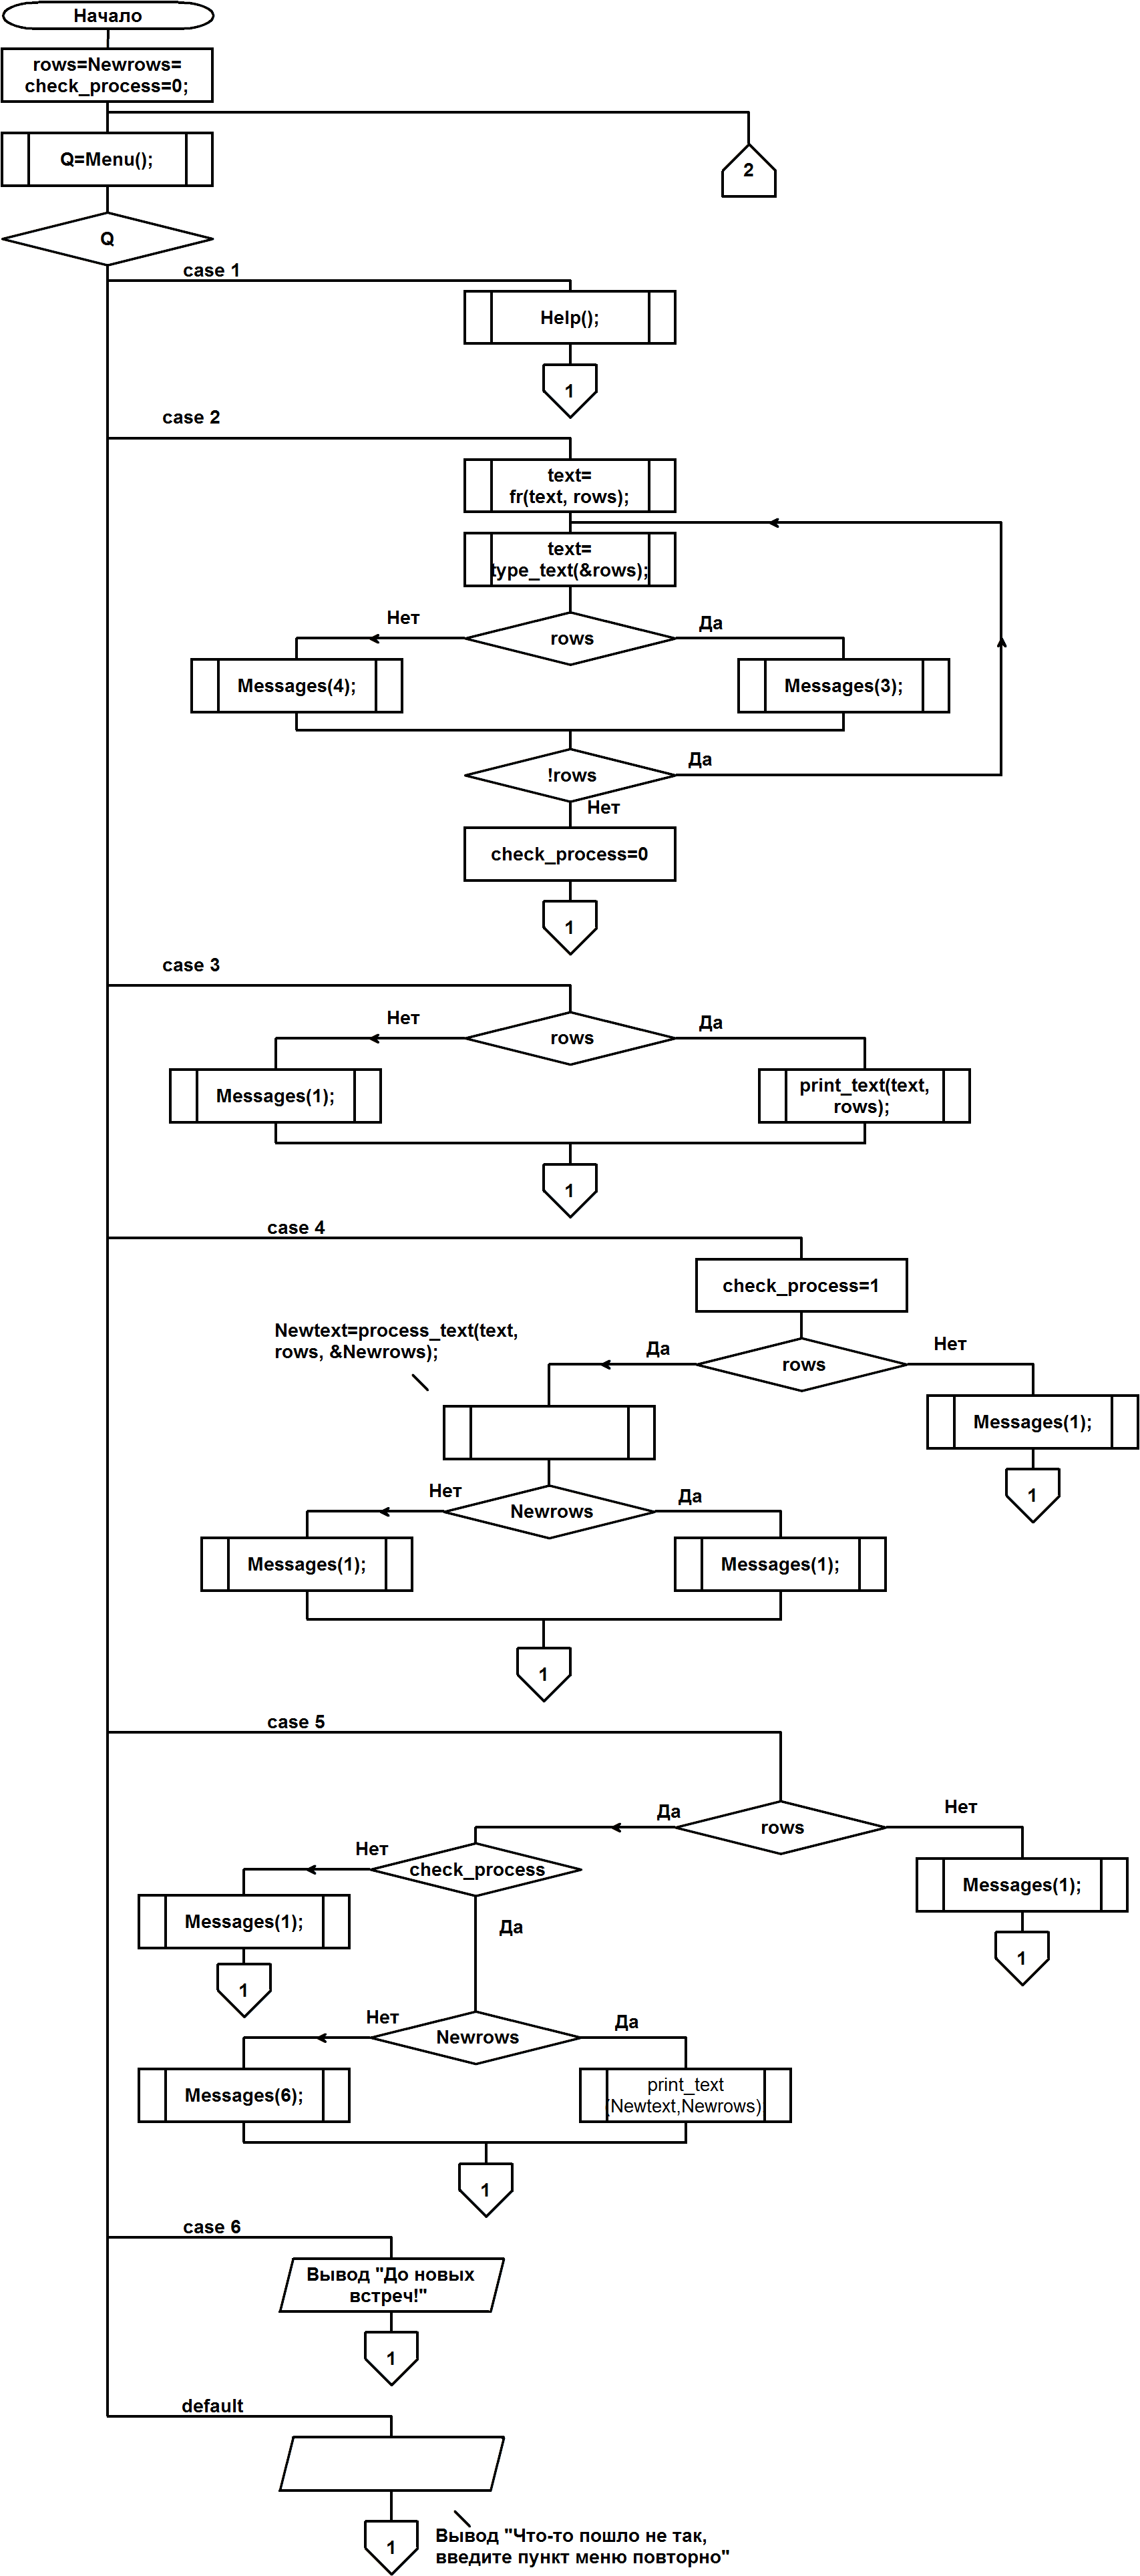 Начало
rows=Newrows=
check_process=0;
Q=Menu();
2
Q
case 1
Help();
1
case 2
text=
fr(text, rows);
text=
type_text(&rows);
Нет
rows
Да
Messages(4);
Messages(3);
!rows
Да
Нет
check_process=0
1
case 3
Нет
rows
Да
Messages(1);
print_text(text,
rows);
1
case 4
check_process=1
Newtext=process_text(text,
rows, &Newrows);
Да
rows
Нет
Messages(1);
1
Нет
Newrows
Да
Messages(1);
Messages(1);
1
case 5
Да
rows
Нет
Нет
check_process
Messages(1);
Messages(1);
Да
1
1
Нет
Newrows
Да
Messages(6);
print_text
(Newtext,Newrows)
1
case 6
Вывод "До новых
встреч!"
1
default
1
Вывод "Что-то пошло не так,
введите пункт меню повторно"